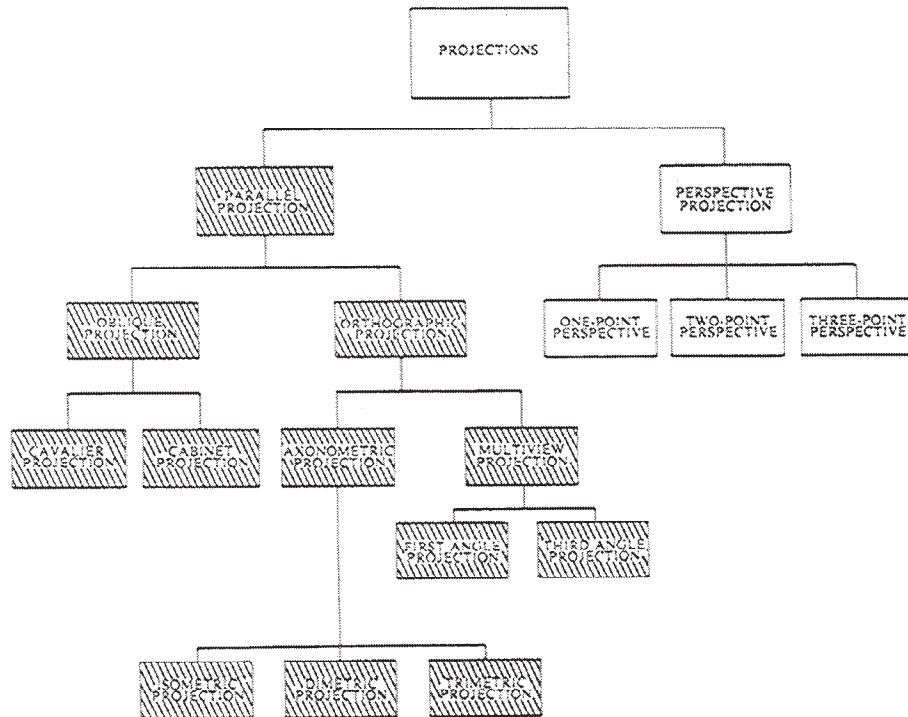 PROJECTIONS
PARALLEL
PROJECTION
PERSPECTIVE
PROJECTION
OBLIQUE
PROJECTION
ORTHOGRAPHIC
PROJECTION
ONE-POINT
PERSPECTIVE
TWO-POINT
PERSPECTIVE
THREE-POINT
PERSPECTIVE
CAVALIER
PROJECTION
CABINET
PROJECTION
AXONOMETRIC
PROJECTION
MULTIVIEW
PROJECTION
FIRST ANGLE
PROJECTION
THIRD ANGLE
PROJECTION
ISOMETRIC
PROJECTION
DIMETRIC
PROJECTION
TRIMETRIC
PROJECTION